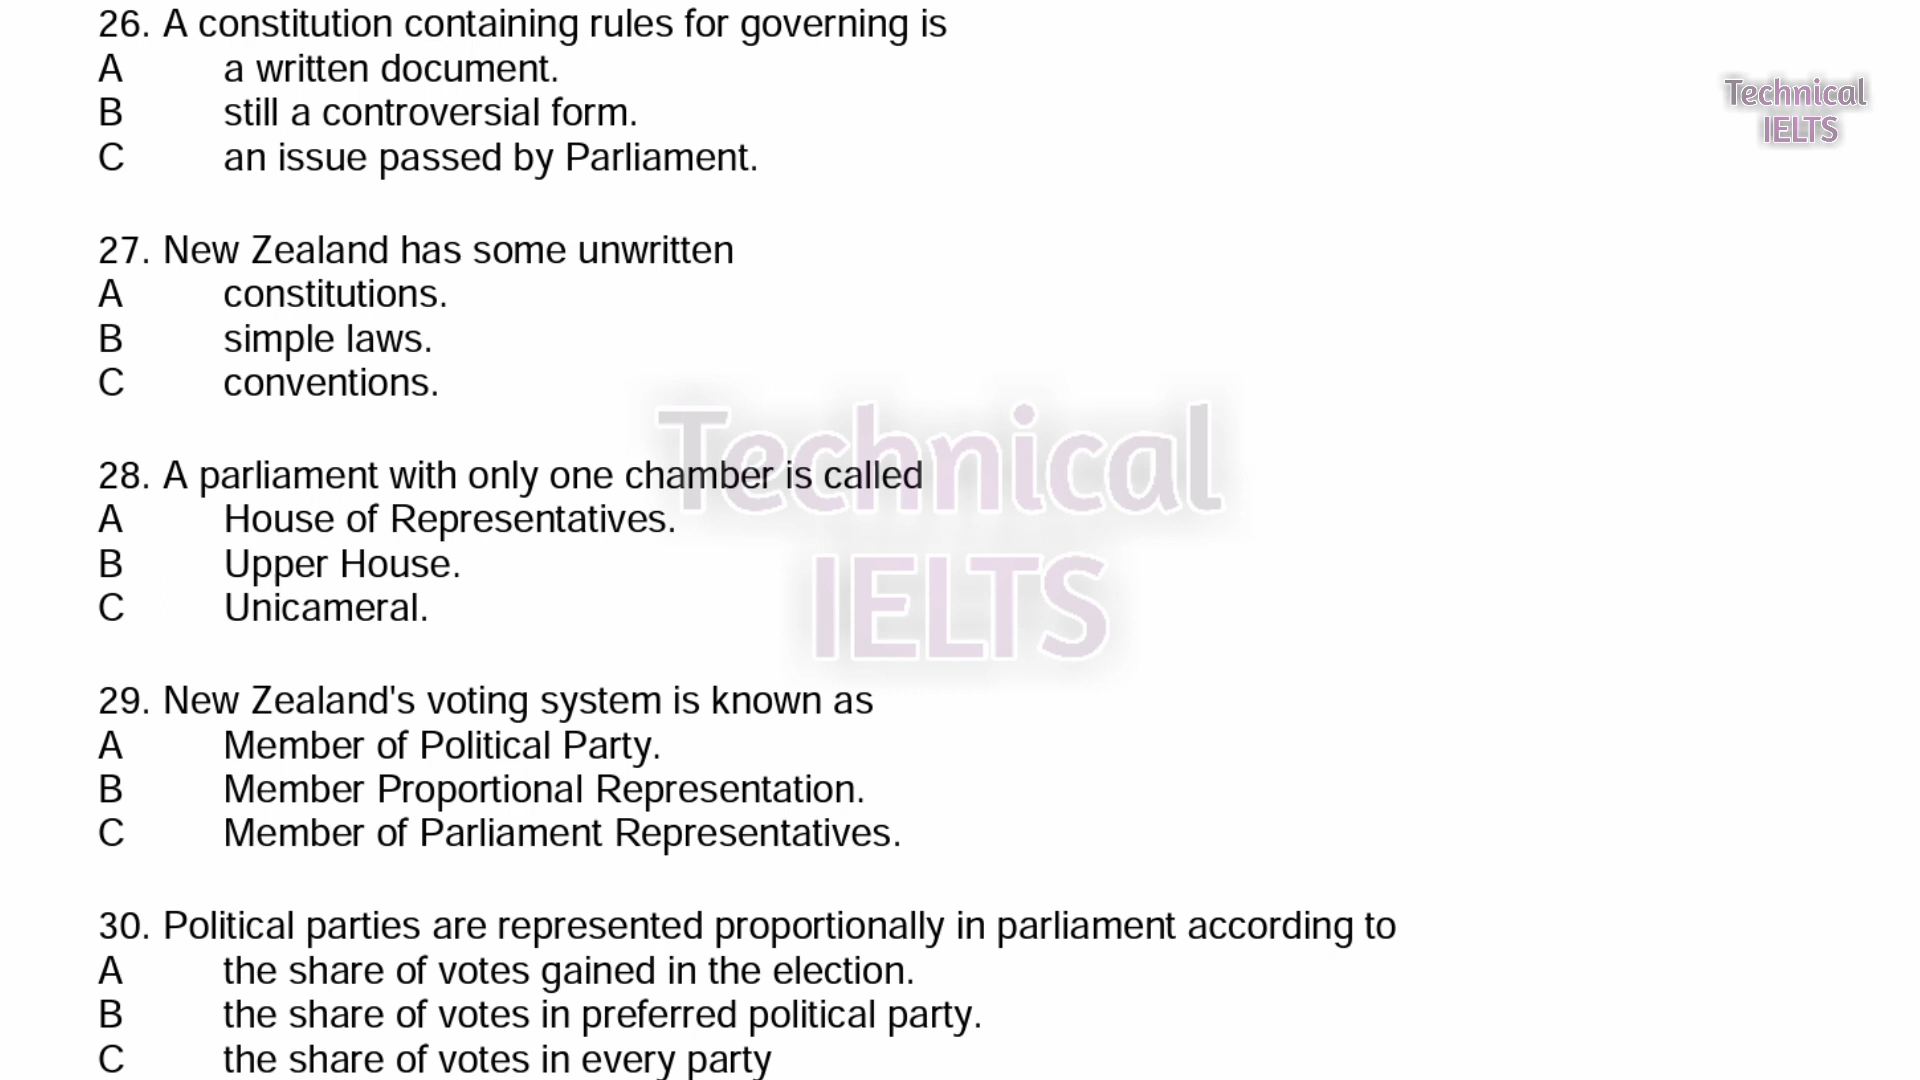 26. A constitution containing rules for governing is
A a written document.
B still a controversial form.
C an issue passed by Parliament.
Technical
IELTS
27. New Zealand has some unwritten
A constitutions.
B simple laws.
C conventions.
Technical
IELTS
28. A parliament with only one chamber is called
A House of Representatives.
B Upper House.
C Unicameral.
29. New Zealand's voting system is known as
A Member of Political Party.
B Member Proportional Representation.
C Member of Parliament Representatives.
30. Political parties are represented proportionally in parliament according to
A the share of votes gained in the election.
B the share of votes in preferred political party.
C the share of votes in every party